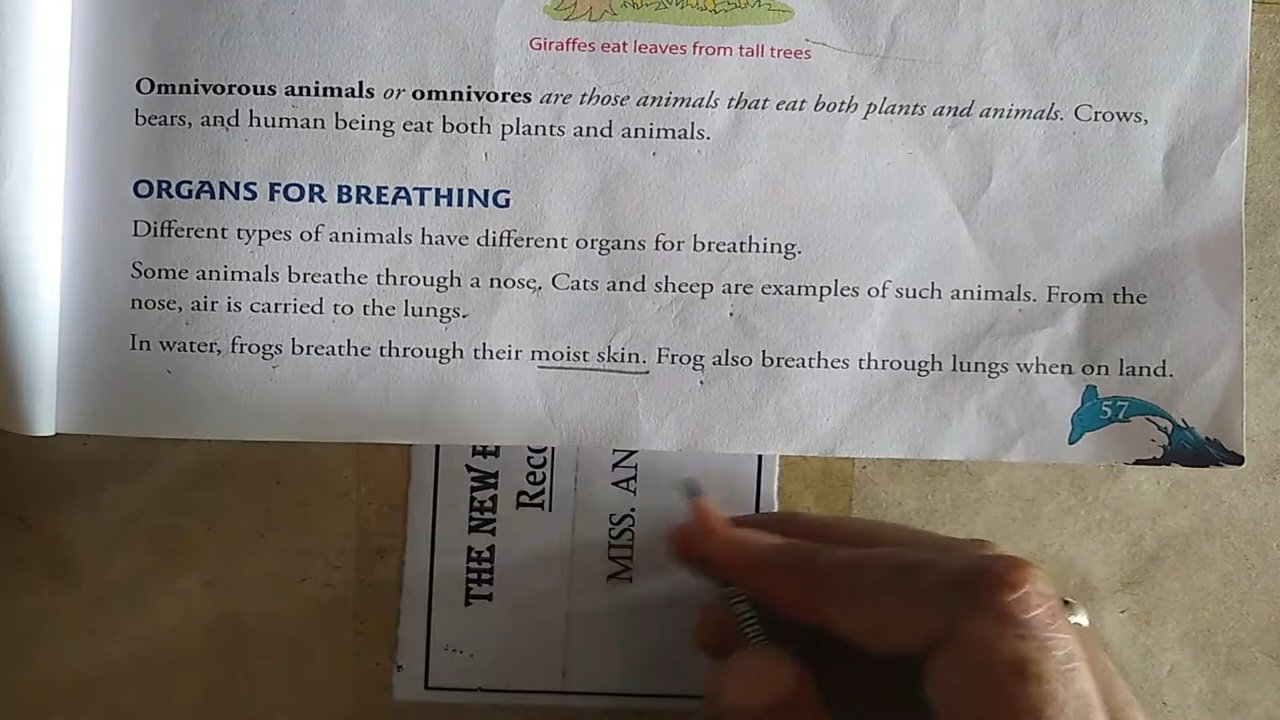 Giraffes eat leaves from tall trees
Omnivorous animals or omnivores are those animals that eat both plants and animals. Crows,
bears, and human being eat both plants and animals.
ORGANS FOR BREATHING
Different types of animals have different organs for breathing.
Some animals breathe through a nose. Cats and sheep are examples of such animals. From the
nose, air is carried to the lungs.
In water, frogs breathe through their moist skin. Frog also breathes through lungs when on land.
57
THE NEW
MISS. AN